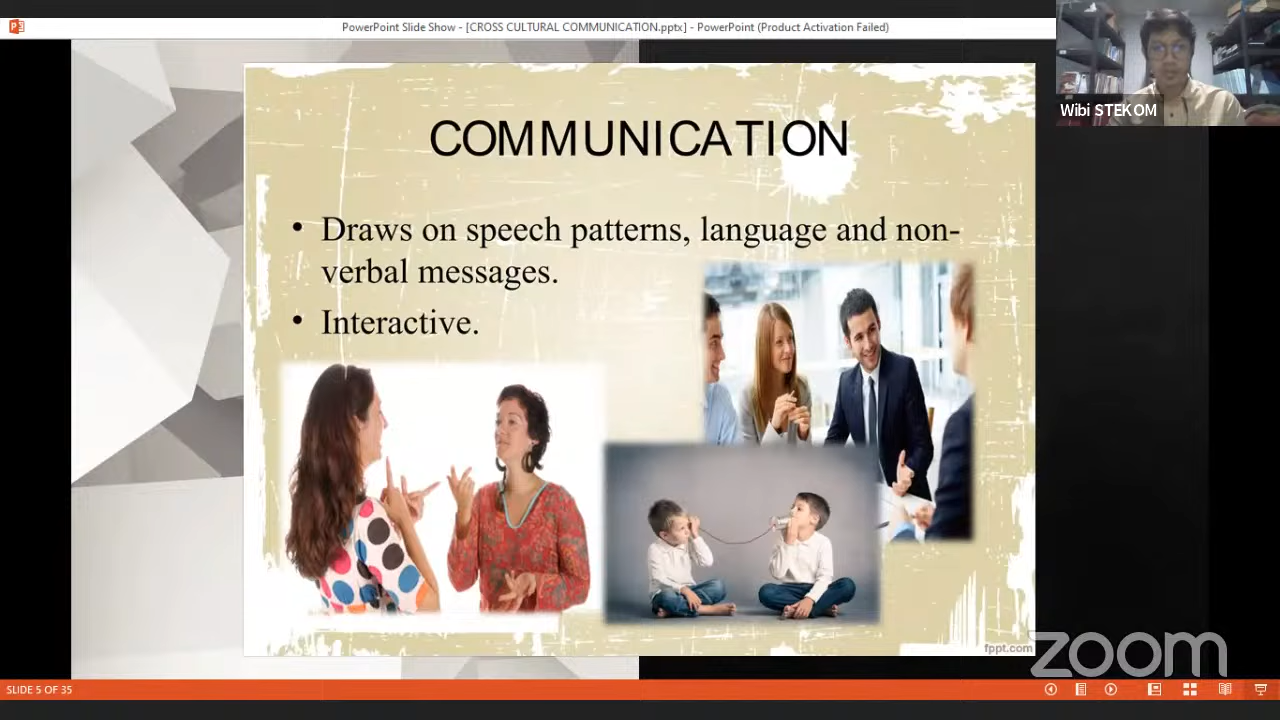 PowerPoint Slide Show - [CROSS CULTURAL COMMUNICATION.pptx] - PowerPoint (Product Activation Failed)
Wibi STEKOM
COMMUNICATION
• Draws on speech patterns, language and non-
verbal messages.
• Interactive.
fppt.com
zoom
SLIDE 5 OF 35